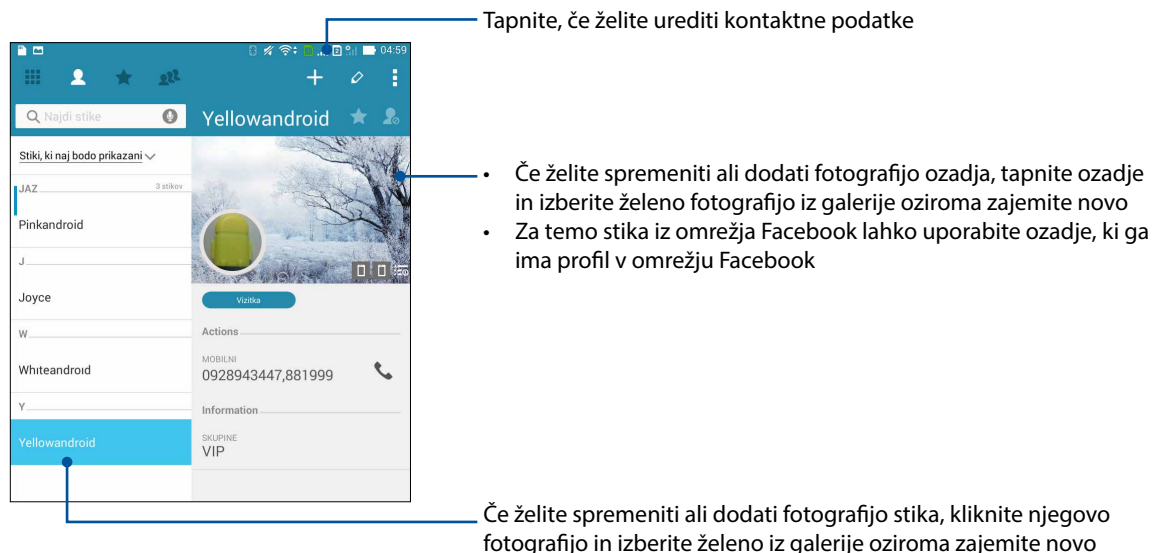 Tapnite, če želite urediti kontaktne podatke
04:59
Najdi stike
Yellowandroid
Stiki, ki naj bodo prikazani
JAZ
3 stikov
Pinkandroid
J
Joyce
W
Whiteandroid
Y
Yellowandroid
Vizitka
Actions
MOBILNI
0928943447,881999
Information
SKUPINE
VIP
• Če želite spremeniti ali dodati fotografijo ozadja, tapnite ozadje
in izberite želeno fotografijo iz galerije oziroma zajemite novo
• Za temo stika iz omrežja Facebook lahko uporabite ozadje, ki ga
ima profil v omrežju Facebook
Če želite spremeniti ali dodati fotografijo stika, kliknite njegovo
fotografijo in izberite želeno iz galerije oziroma zajemite novo